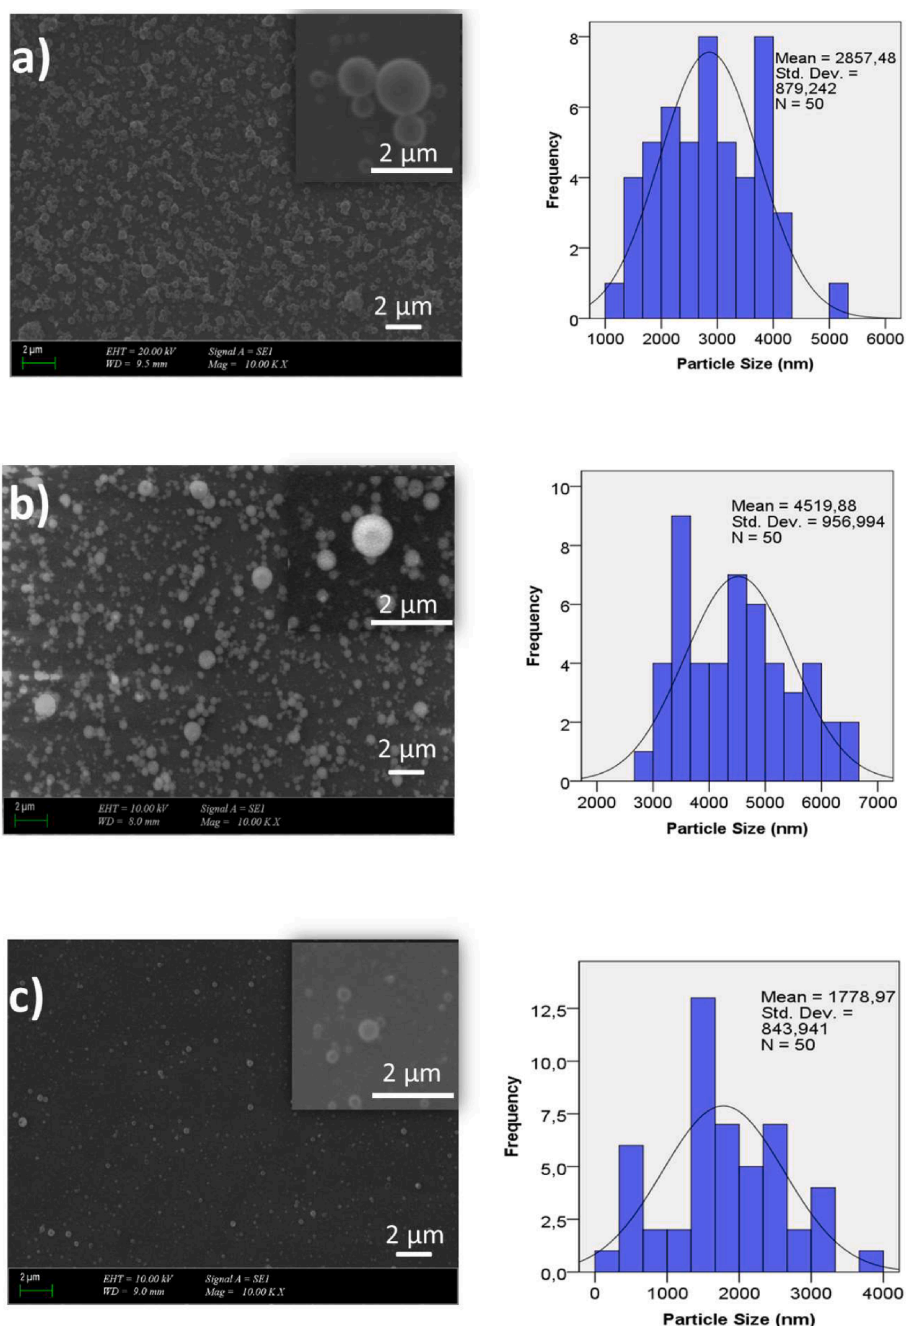 a)
2 μm
2 μm
2 μm
EHT = 20.00 kV
Signal A = SE1
WD = 9.5 mm
Mag = 10.00 K X
8
6
4
2
0
Frequency
Mean = 2857,48
Std. Dev. =
879,242
N = 50
1000 2000 3000 4000 5000 6000
Particle Size (nm)
b)
2 μm
2 μm
2 μm
EHT = 10.00 kV
Signal A = SE1
WD = 8.0 mm
Mag = 10.00 K X
10
8
6
4
2
0
Frequency
Mean = 4519,88
Std. Dev. = 956,994
N = 50
2000 3000 4000 5000 6000 7000
Particle Size (nm)
c)
2 μm
2 μm
2 μm
EHT = 10.00 kV
Signal A = SE1
WD = 9.0 mm
Mag = 10.00 K X
12,5
10,0
7,5
5,0
2,5
0,0
Frequency
Mean = 1778,97
Std. Dev. =
843,941
N = 50
0 1000 2000 3000 4000
Particle Size (nm)